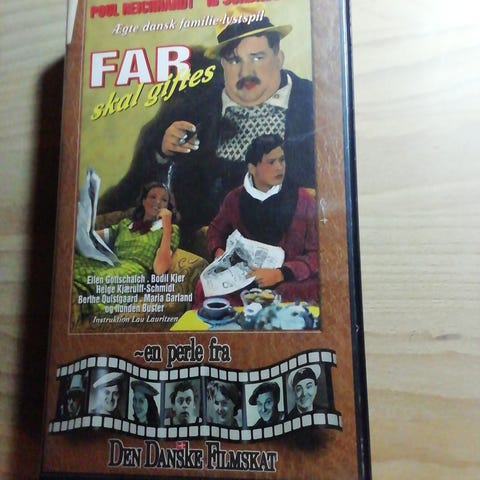 POUL REICHHARDT
Ægte dansk familie-lystspil
FAR
skal giftes
Ellen Gottschalch . Bodil Kjer
Helge Kjærulff-Schmidt
Berthe Quistgaard . Maria Garland
og hunden Buster
Instruktion Lau Lauritzen
~en perle fra
DEN DANSKE FILMSKAT